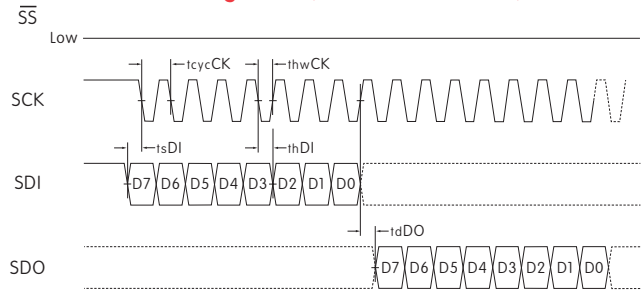 SS
Low
tcycCK thwCK
SCK
tsDI thDI
SDI D7 D6 D5 D4 D3 D2 D1 D0
tdDO
SDO D7 D6 D5 D4 D3 D2 D1 D0